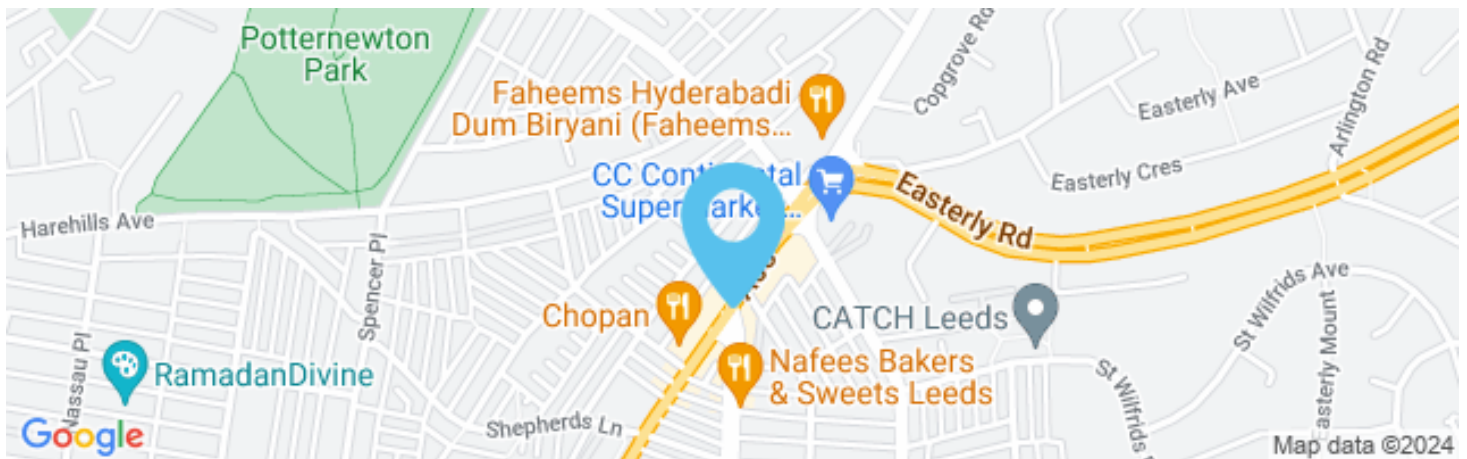 Potternewton
Park
Faheems Hyderabadi
Dum Biryani (Faheems...
Copgrove Rd
Easterly Ave
Arlington Rd
CC
Easterly Cres
Easterly Rd
Harehills Ave
Spencer Pl
Chopan
CATCH Leeds
St Wilfrids Ave
Easterly Mount
Nassau Pl
RamadanDivine
Nafees Bakers
& Sweets Leeds
St Wilfrids
Shepherds Ln
Google
Map data ©2024